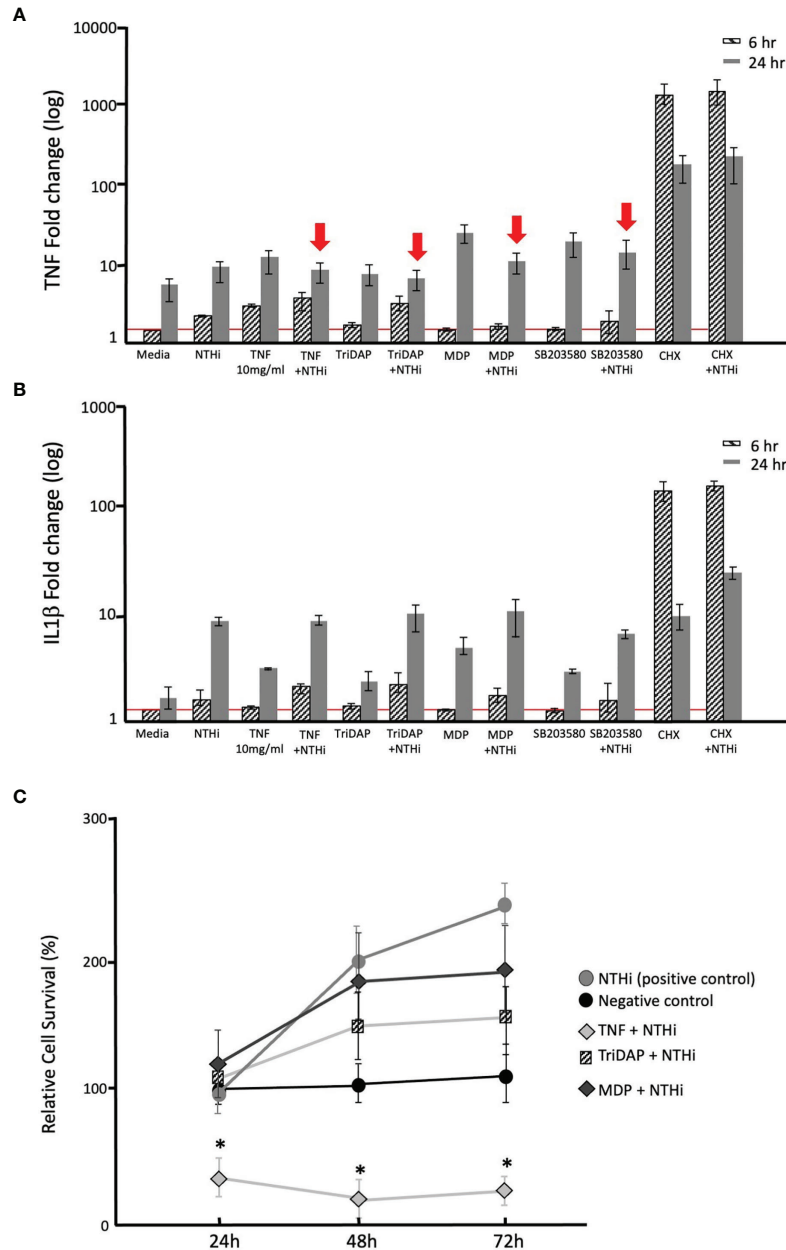 A
TNF Fold change (log)
10000
1000
100
10
1
6 hr
24 hr
Media
NTHi
TNF
10mg/ml
TNF
+NTHi
TriDAP
TriDAP
+NTHi
MDP
MDP
+NTHi
SB203580
SB203580
+NTHi
CHX
CHX
+NTHi
B
IL1β Fold change (log)
1000
100
10
1
6 hr
24 hr
Media
NTHi
TNF
10mg/ml
TNF
+NTHi
TriDAP
TriDAP
+NTHi
MDP
MDP
+NTHi
SB203580
SB203580
+NTHi
CHX
CHX
+NTHi
C
Relative Cell Survival (%)
300
200
100
0
*
*
*
24h
48h
72h
NTHi (positive control)
Negative control
TNF + NTHi
TriDAP + NTHi
MDP + NTHi